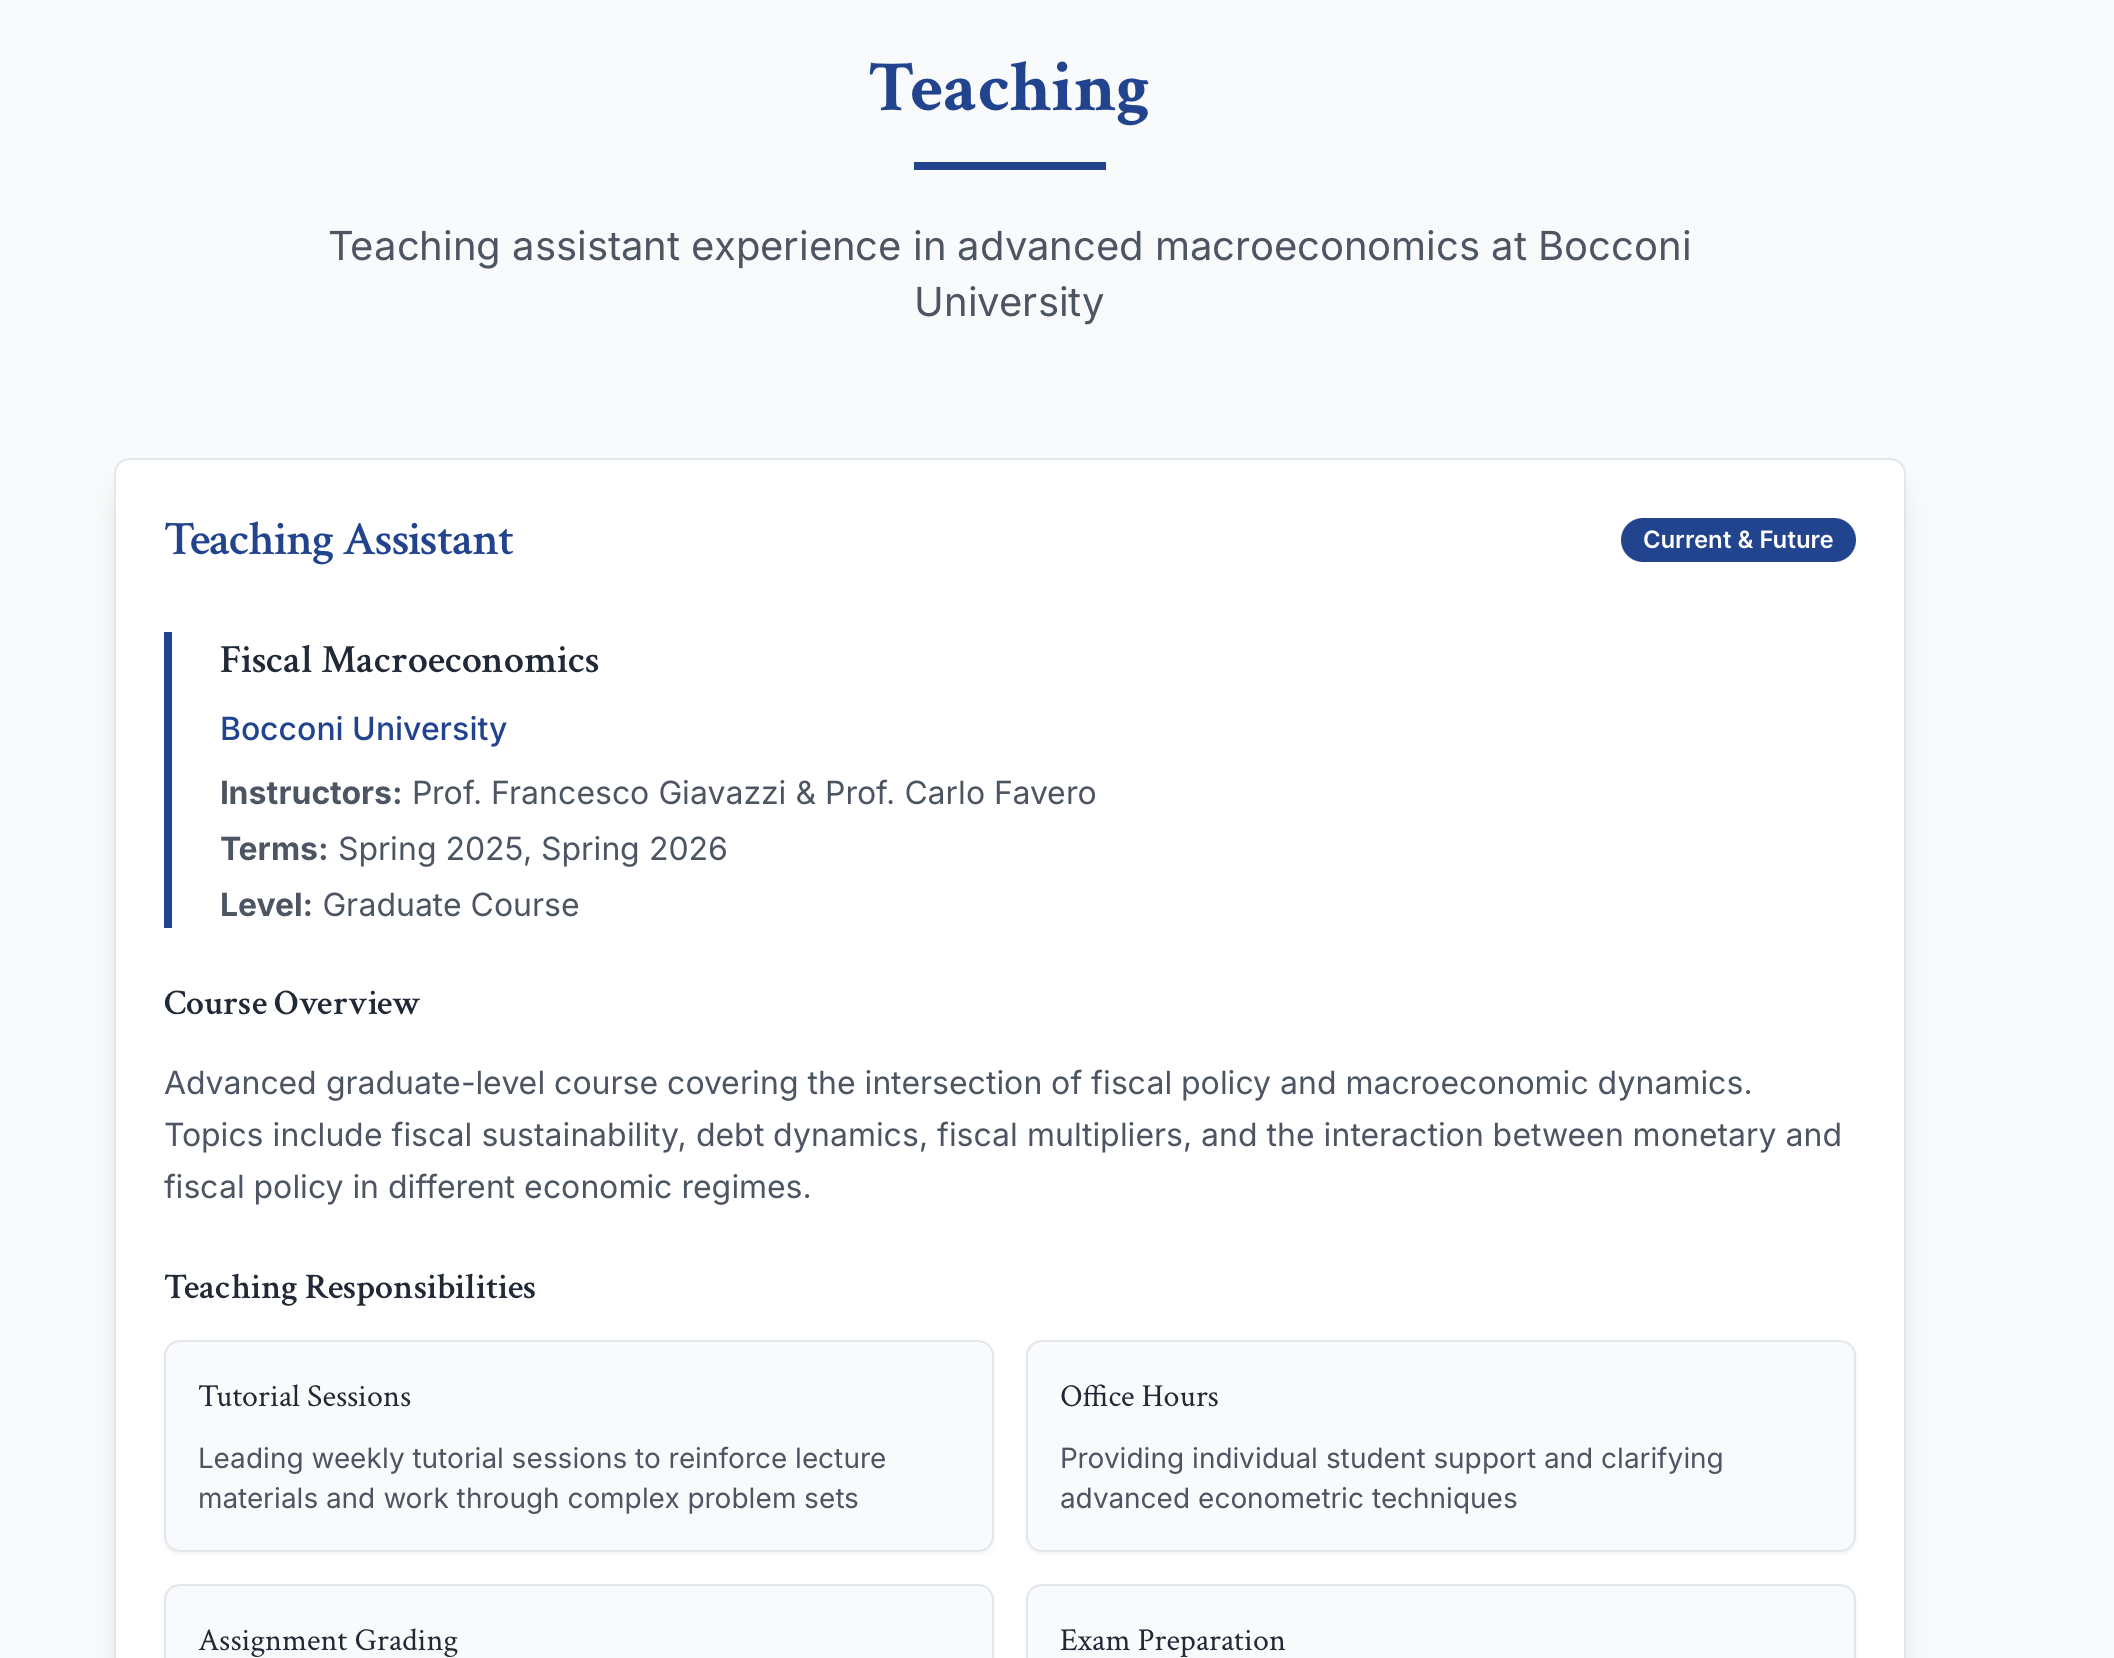 Teaching
Teaching assistant experience in advanced macroeconomics at Bocconi
University
Teaching Assistant
Current & Future
Fiscal Macroeconomics
Bocconi University
Instructors: Prof. Francesco Giavazzi & Prof. Carlo Favero
Terms: Spring 2025, Spring 2026
Level: Graduate Course
Course Overview
Advanced graduate-level course covering the intersection of fiscal policy and macroeconomic dynamics.
Topics include fiscal sustainability, debt dynamics, fiscal multipliers, and the interaction between monetary and
fiscal policy in different economic regimes.
Teaching Responsibilities
Tutorial Sessions
Leading weekly tutorial sessions to reinforce lecture
materials and work through complex problem sets
Office Hours
Providing individual student support and clarifying
advanced econometric techniques
Assignment Grading
Exam Preparation